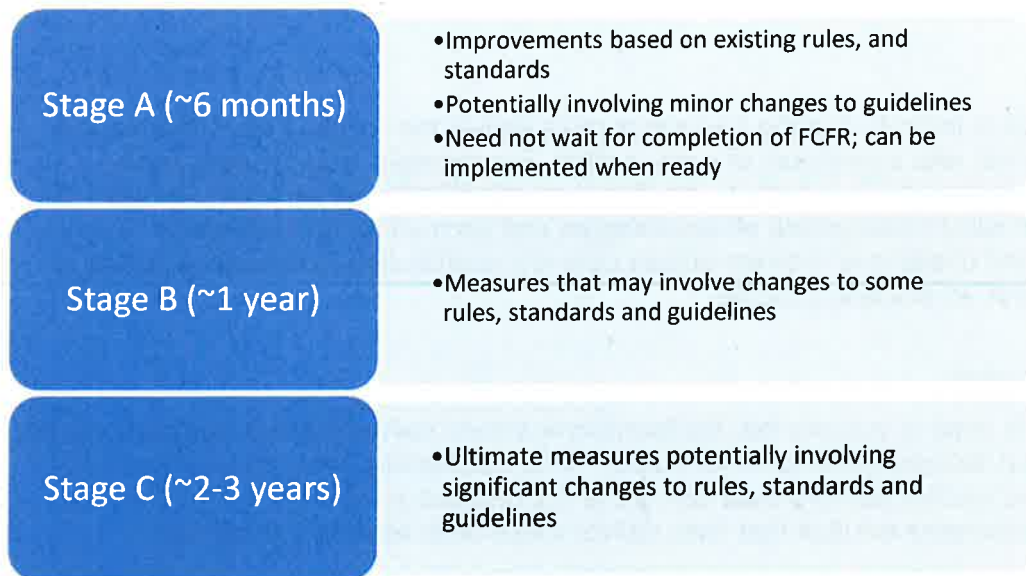 Stage A (~6 months)
•Improvements based on existing rules, and
standards
•Potentially involving minor changes to guidelines
•Need not wait for completion of FCFR; can be
implemented when ready
Stage B (~1 year)
•Measures that may involve changes to some
rules, standards and guidelines
Stage C (~2-3 years)
•Ultimate measures potentially involving
significant changes to rules, standards and
guidelines